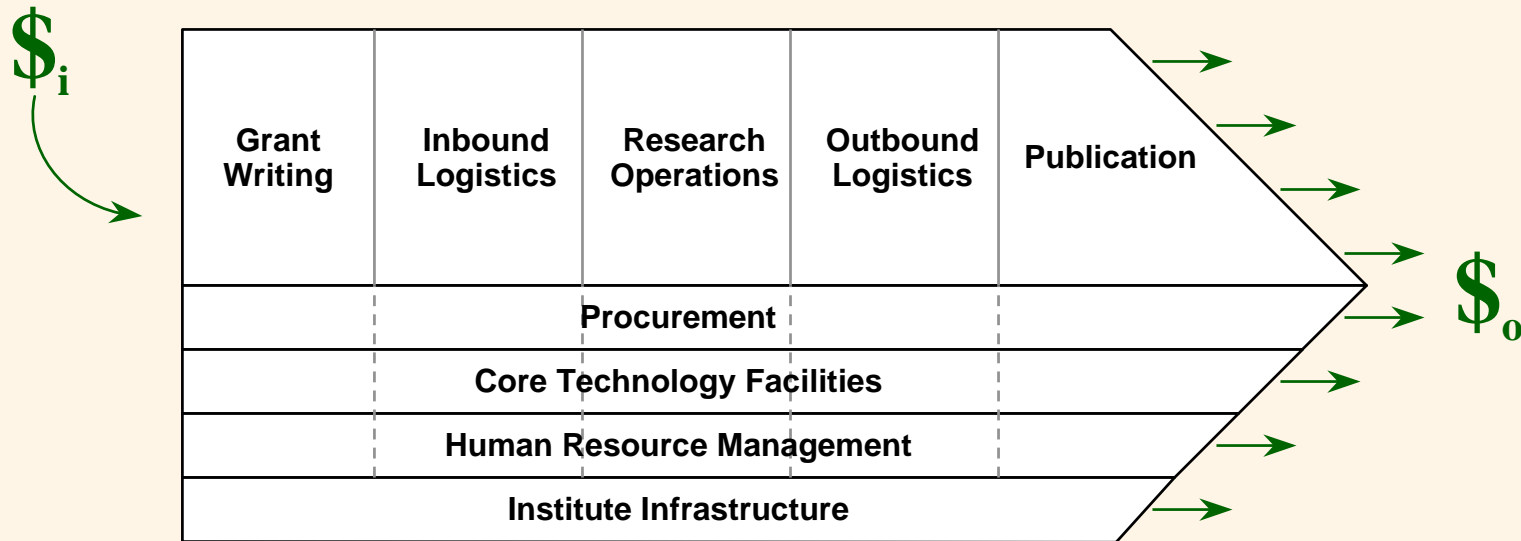 $i
Grant
Writing
Inbound
Logistics
Research
Operations
Outbound
Logistics
Publication
Procurement
$o
Core Technology Facilities
Human Resource Management
Institute Infrastructure